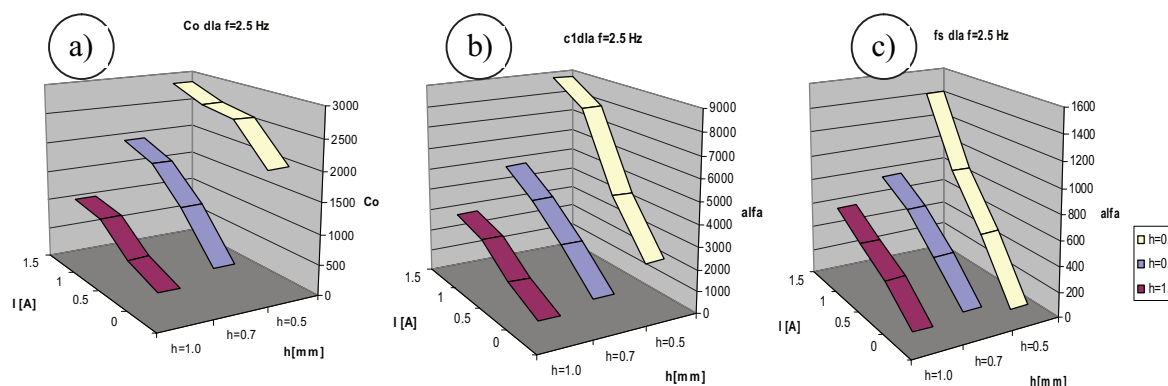 a)
Co dla f=2.5 Hz
3000
2500
2000
1500
1000
500
0
Co
1.5
1
0.5
0
I [A]
h=1.0
h=0.7
h=0.5
h[mm]
b)
c1dla f=2.5 Hz
9000
8000
7000
6000
5000
4000
3000
2000
1000
0
alfa
1.5
1
0.5
0
I [A]
h=1.0
h=0.7
h=0.5
h[mm]
c)
fs dla f=2.5 Hz
1600
1400
1200
1000
800
600
400
200
0
alfa
1.5
1
0.5
0
I [A]
h=1.0
h=0.7
h=0.5
h[mm]
h=0.
h=0.
h=1.